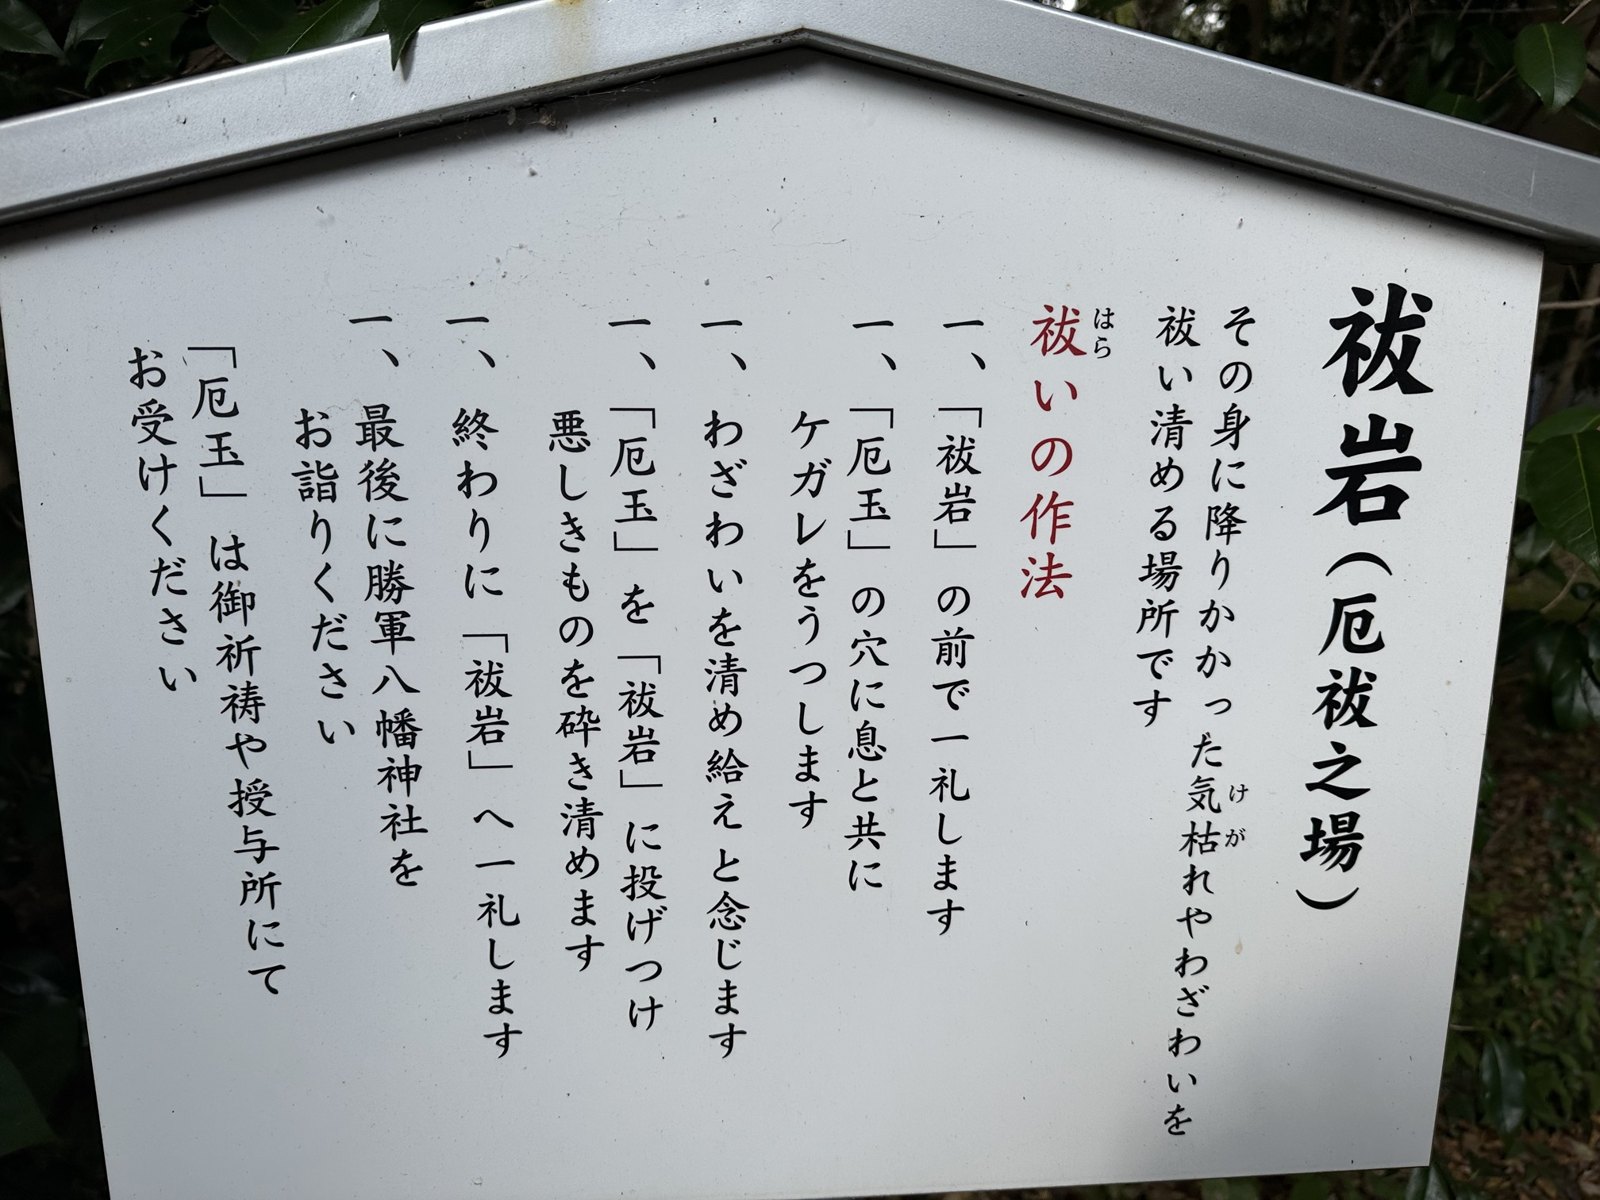 祓岩（厄祓之場）
その身に降りかかった気枯れやわざわいを
けが
祓い清める場所です
祓いの作法
はら
一、「祓岩」の前で一礼します
一、「厄玉」の穴に息と共に
ケガレをうつします
一、わざわいを清め給えと念じます
一、「厄玉」を「祓岩」に投げつけ
悪しきものを砕き清めます
一、終わりに「祓岩」へ一礼します
一、最後に勝軍八幡神社を
お詣りください
「厄玉」は御祈祷や授与所にて
お受けください